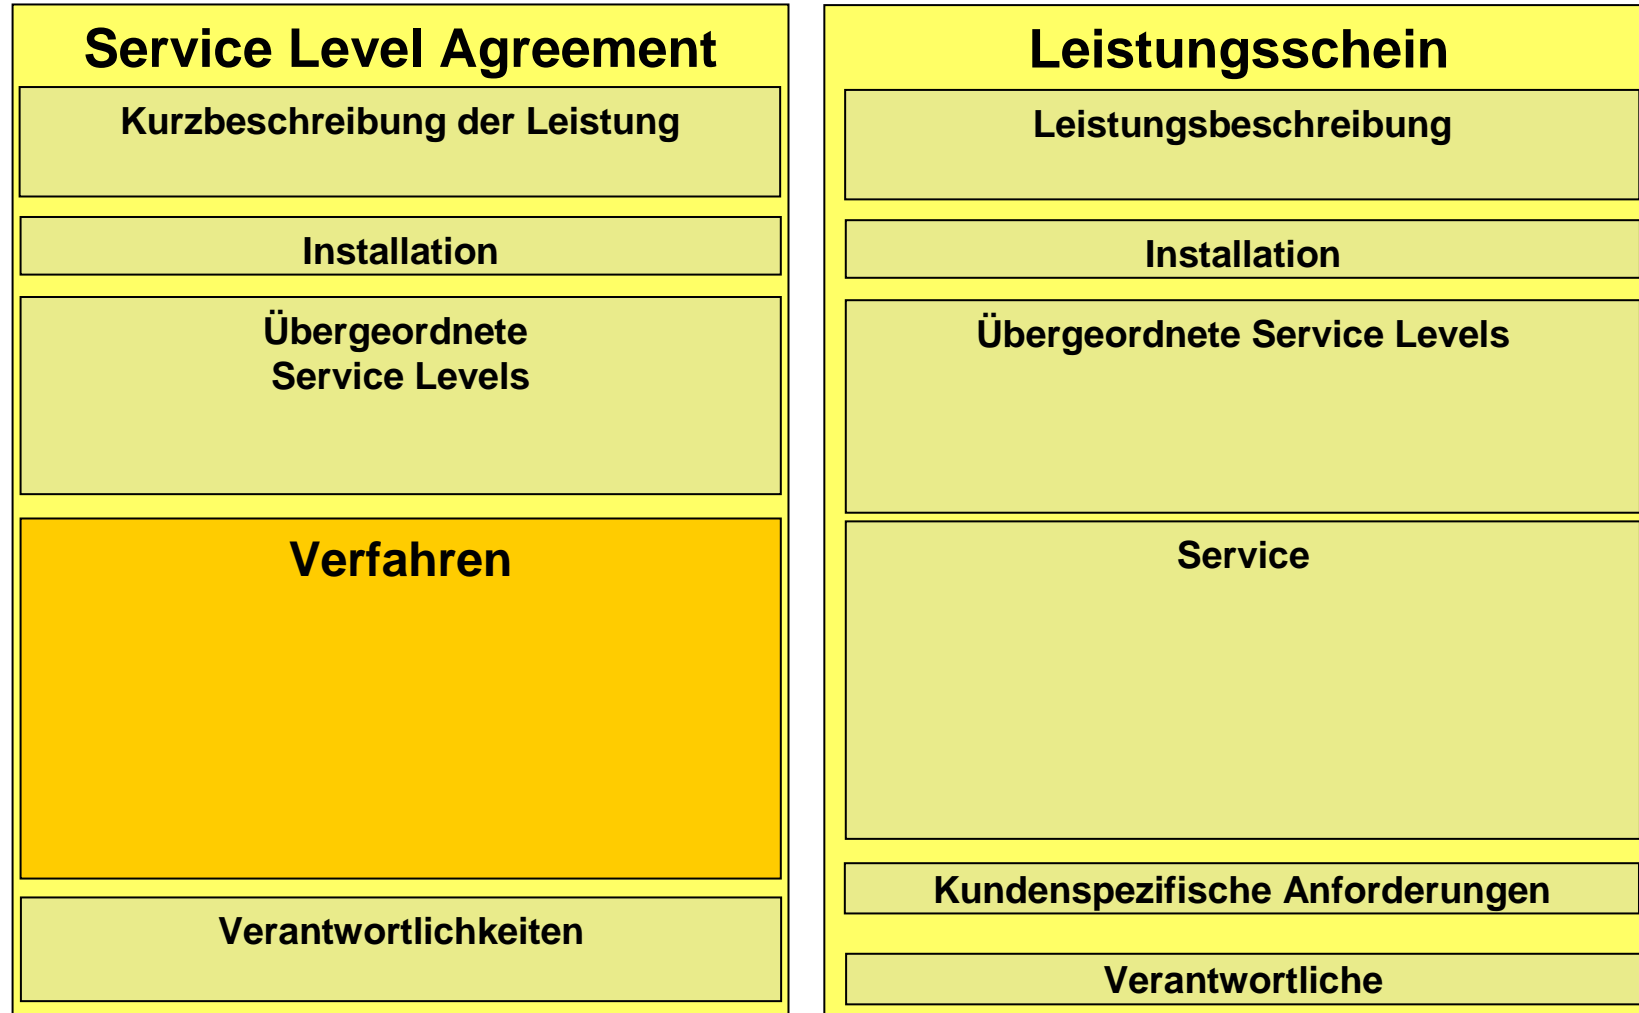 Service Level Agreement
Kurzbeschreibung der Leistung
Installation
Übergeordnete
Service Levels
Verfahren
Verantwortlichkeiten
Leistungsschein
Leistungsbeschreibung
Installation
Übergeordnete Service Levels
Service
Kundenspezifische Anforderungen
Verantwortliche